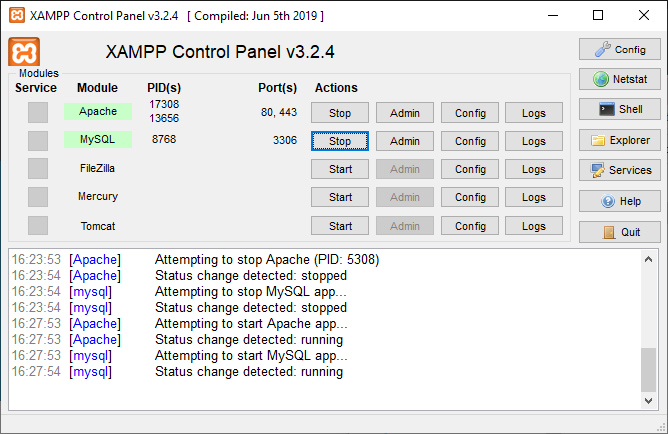 XAMPP Control Panel v3.2.4 [ Compiled: Jun 5th 2019 ]
XAMPP Control Panel v3.2.4
Config
Modules
Service Module PID(s) Port(s) Actions
Netstat
Apache 17308 13656 80, 443 Stop Admin Config Logs
Shell
MySQL 8768 3306 Stop Admin Config Logs
Explorer
FileZilla Start Admin Config Logs
Services
Mercury Start Admin Config Logs
Help
Tomcat Start Admin Config Logs
Quit
16:23:53 [Apache] Attempting to stop Apache (PID: 5308)
16:23:54 [Apache] Status change detected: stopped
16:23:54 [mysql] Attempting to stop MySQL app...
16:23:54 [mysql] Status change detected: stopped
16:27:53 [Apache] Attempting to start Apache app...
16:27:53 [Apache] Status change detected: running
16:27:53 [mysql] Attempting to start MySQL app...
16:27:54 [mysql] Status change detected: running